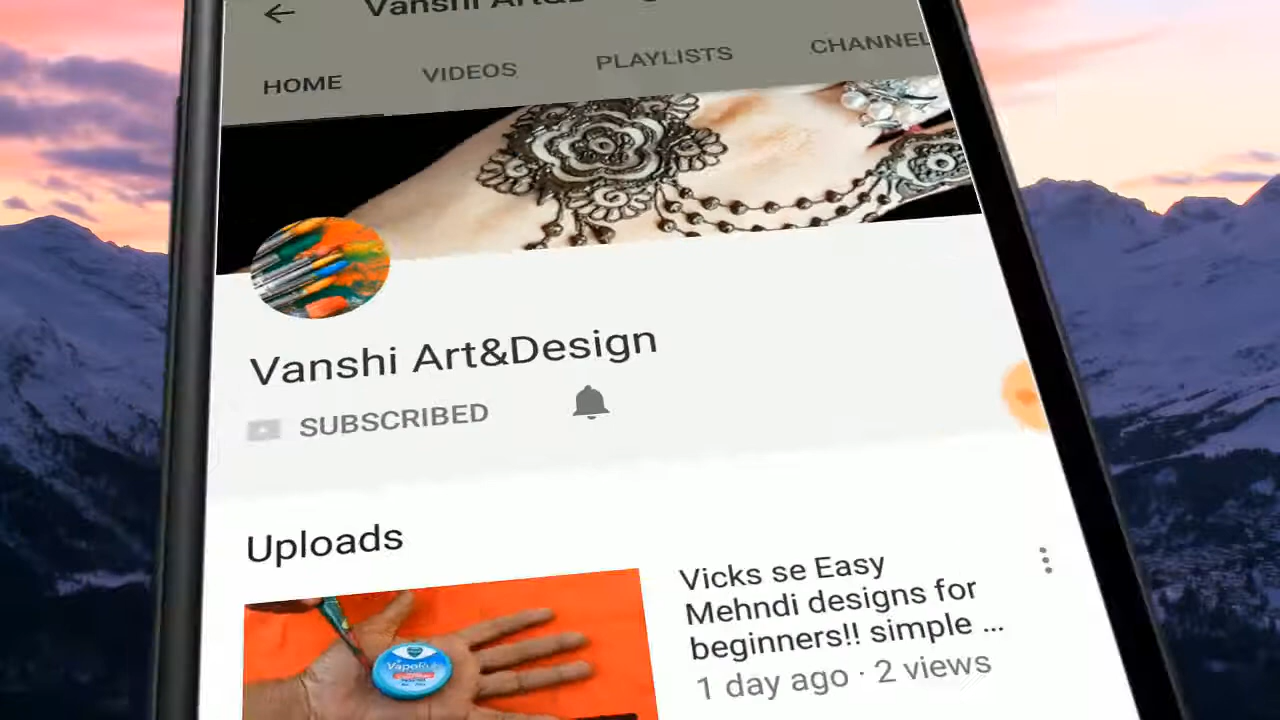 Vanshi Art&D
HOME VIDEOS PLAYLISTS CHANNEL
Vanshi Art&Design
SUBSCRIBED
Uploads
Vicks se Easy
Mehndi designs for
beginners!! simple ...
1 day ago · 2 views
VapoRub